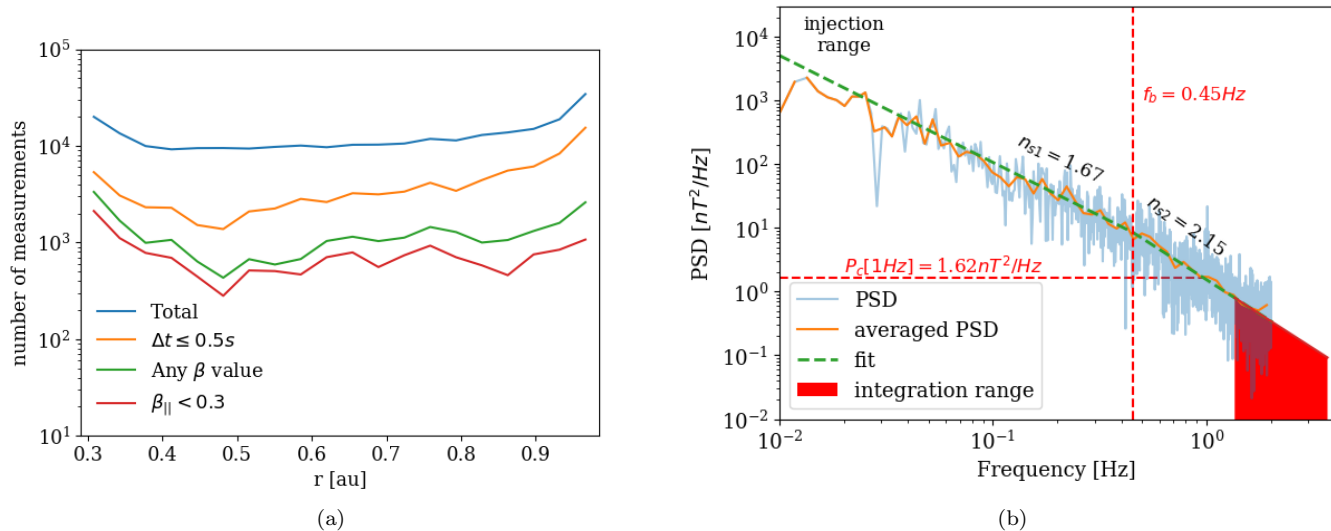 10^5
10^4
10^3
10^2
10^1
number of measurements
Total
Δt ≤ 0.5s
Any β value
β_{||} < 0.3
0.3 0.4 0.5 0.6 0.7 0.8 0.9
r [au]
(a)
injection
range
10^4
10^3
10^2
10^1
10^0
10^{-1}
10^{-2}
PSD [nT^2/Hz]
f_b = 0.45Hz
n_{s1} = 1.67
n_{s2} = 2.15
P_c[1Hz] = 1.62nT^2/Hz
PSD
averaged PSD
fit
integration range
10^{-2} 10^{-1} 10^0
Frequency [Hz]
(b)